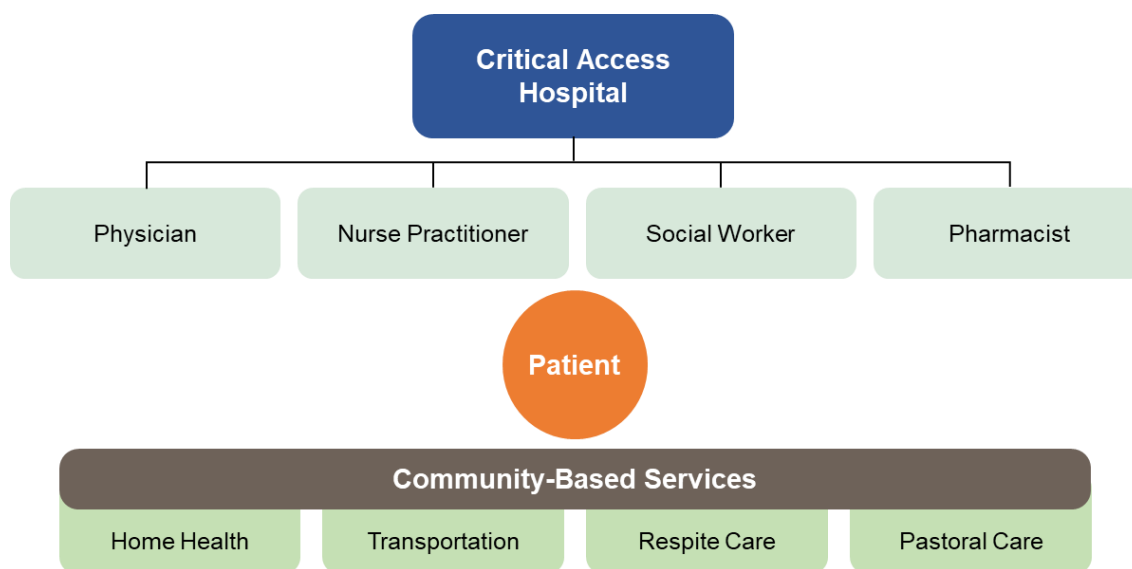 Critical Access
Hospital
Physician
Nurse Practitioner
Social Worker
Pharmacist
Patient
Community-Based Services
Home Health
Transportation
Respite Care
Pastoral Care